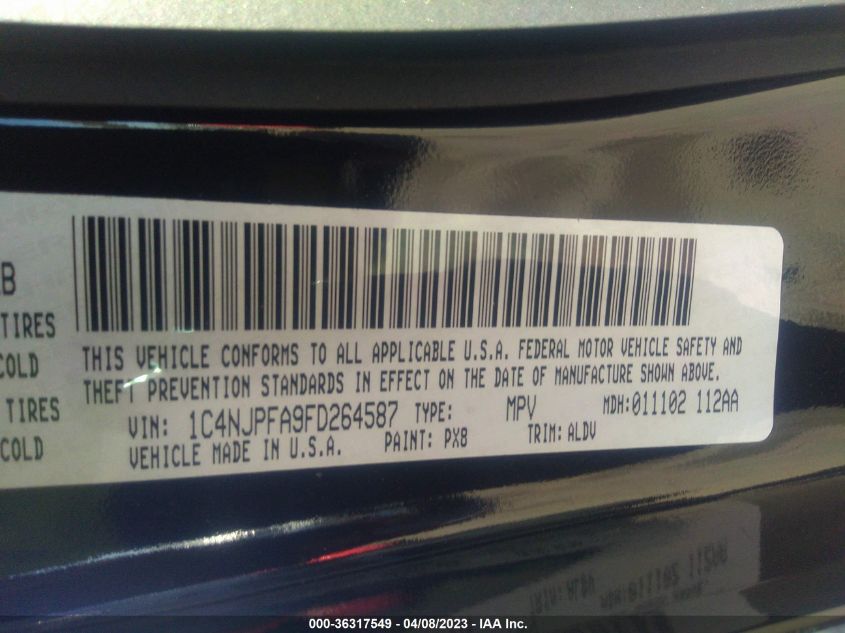 B
TIRES
COLD
TIRES
COLD
THIS VEHICLE CONFORMS TO ALL APPLICABLE U.S.A. FEDERAL MOTOR VEHICLE SAFETY AND
THEFT PREVENTION STANDARDS IN EFFECT ON THE DATE OF MANUFACTURE SHOWN ABOVE.
VIN: 1C4NJPFA9FD264587 TYPE: MPV MDH:011102 112AA
VEHICLE MADE IN U.S.A. PAINT: PX8 TRIM: ALDV
000-36317549 - 04/08/2023 - IAA Inc.